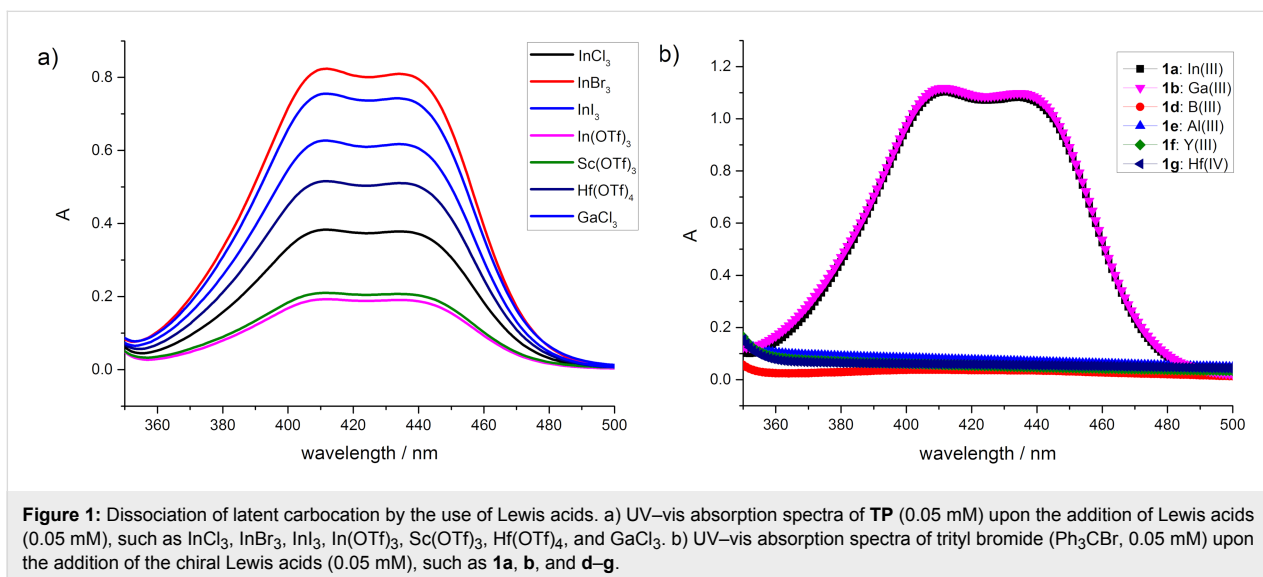 a)
InCl₃
InBr₃
InI₃
In(OTf)₃
Sc(OTf)₃
Hf(OTf)₄
GaCl₃
0.8
0.6
0.4
0.2
0.0
A
360 380 400 420 440 460 480 500
wavelength / nm
b)
1a: In(III)
1b: Ga(III)
1d: B(III)
1e: Al(III)
1f: Y(III)
1g: Hf(IV)
1.2
1.0
0.8
0.6
0.4
0.2
0.0
A
360 380 400 420 440 460 480 500
wavelength / nm
Figure 1: Dissociation of latent carbocation by the use of Lewis acids. a) UV–vis absorption spectra of TP (0.05 mM) upon the addition of Lewis acids
(0.05 mM), such as InCl₃, InBr₃, InI₃, In(OTf)₃, Sc(OTf)₃, Hf(OTf)₄, and GaCl₃. b) UV–vis absorption spectra of trityl bromide (Ph₃CBr, 0.05 mM) upon
the addition of the chiral Lewis acids (0.05 mM), such as 1a, b, and d–g.